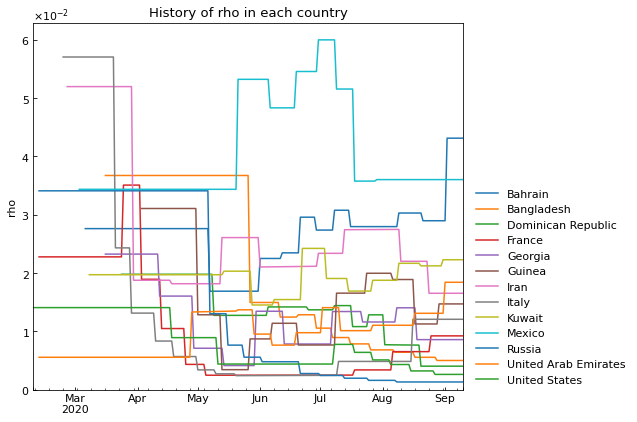 History of rho in each country
×10⁻²
6
5
4
3
2
1
0
rho
Mar Apr May Jun Jul Aug Sep
2020
Bahrain
Bangladesh
Dominican Republic
France
Georgia
Guinea
Iran
Italy
Kuwait
Mexico
Russia
United Arab Emirates
United States